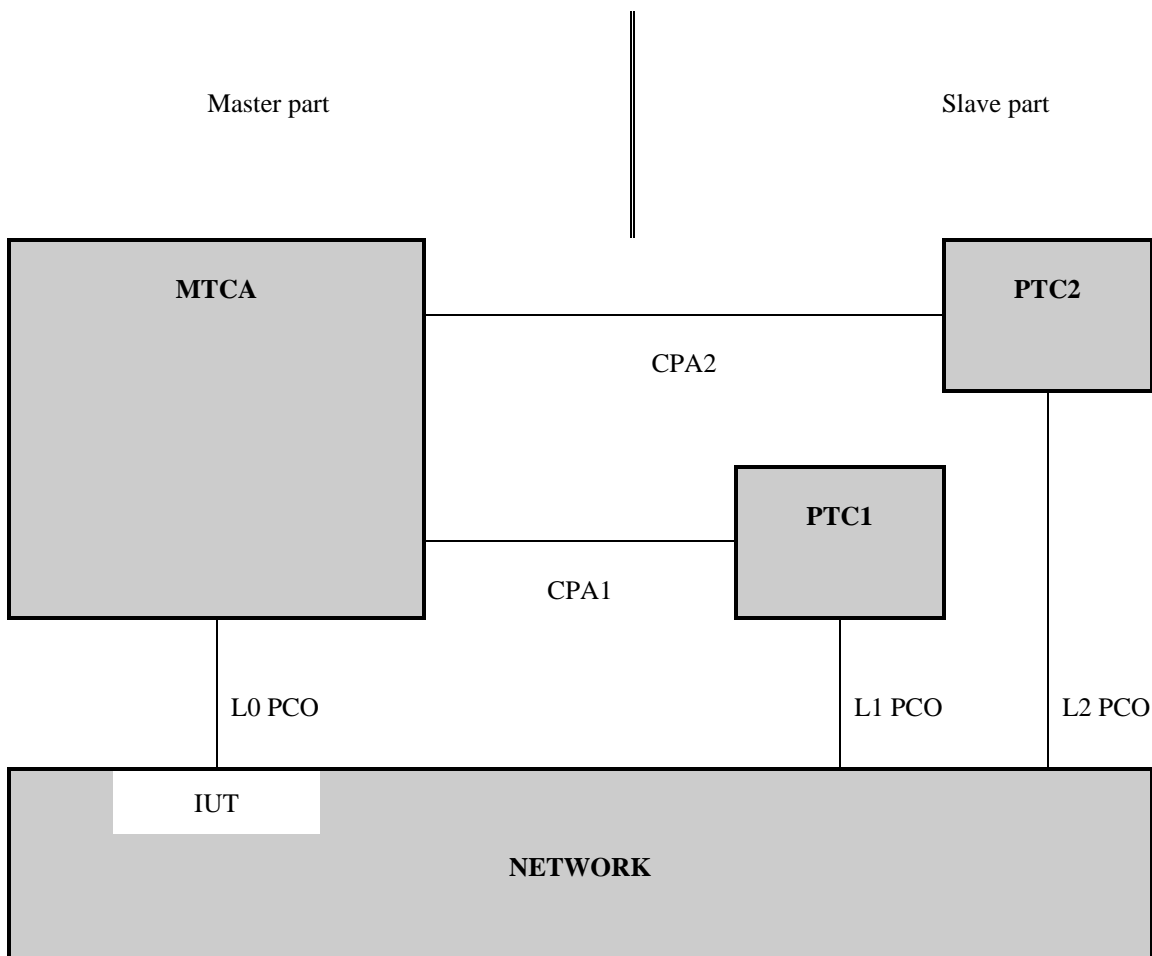 Master part
Slave part
MTCA
PTC2
CPA2
PTC1
CPA1
L0 PCO
L1 PCO
L2 PCO
IUT
NETWORK